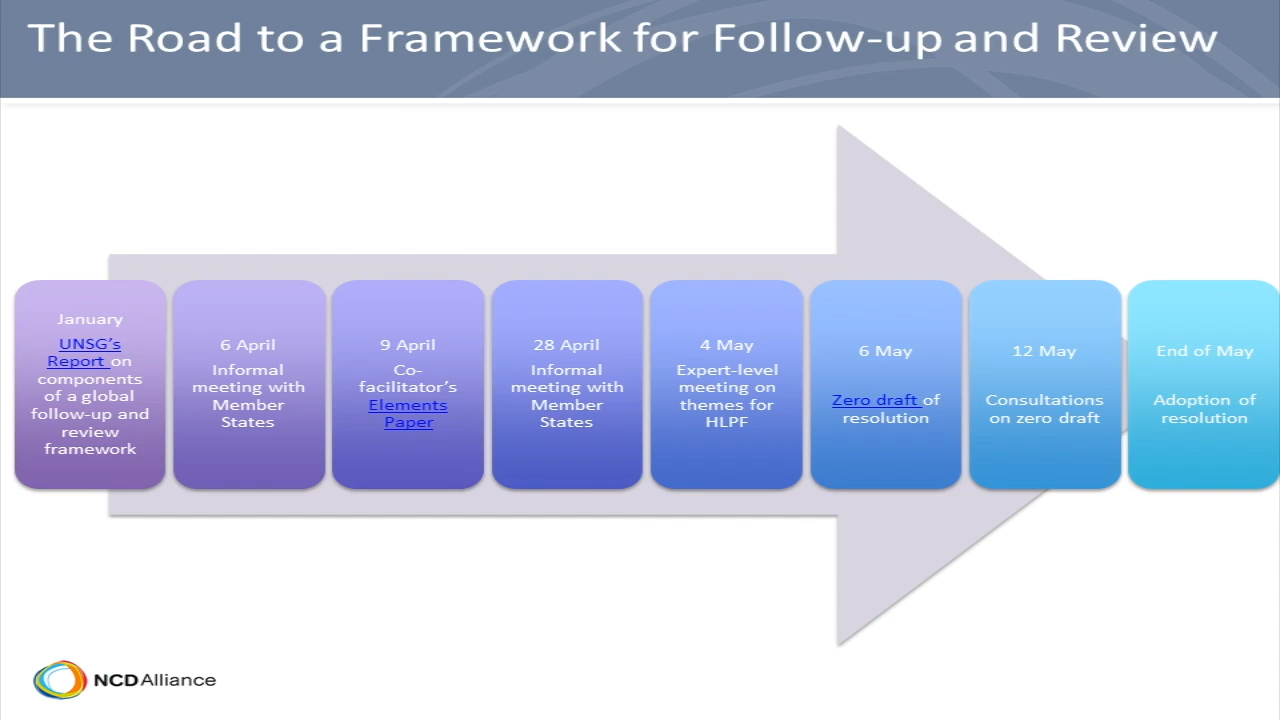 The Road to a Framework for Follow-up and Review
January
UNSG's
Report on
components
of a global
follow-up and
review
framework
6 April
Informal
meeting with
Member
States
9 April
Co-
facilitator's
Elements
Paper
28 April
Informal
meeting with
Member
States
4 May
Expert-level
meeting on
themes for
HLPF
6 May
Zero draft of
resolution
12 May
Consultations
on zero draft
End of May
Adoption of
resolution
NCD Alliance